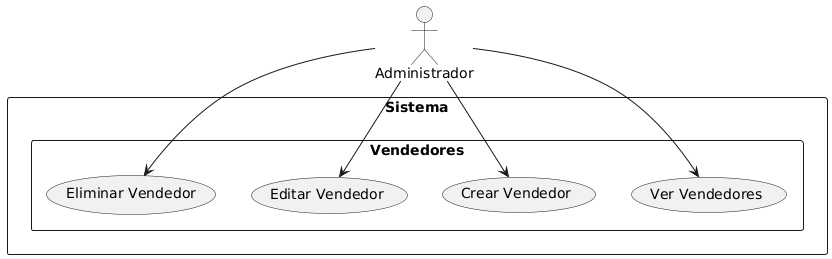 Administrador
Sistema
Vendedores
Eliminar Vendedor
Editar Vendedor
Crear Vendedor
Ver Vendedores